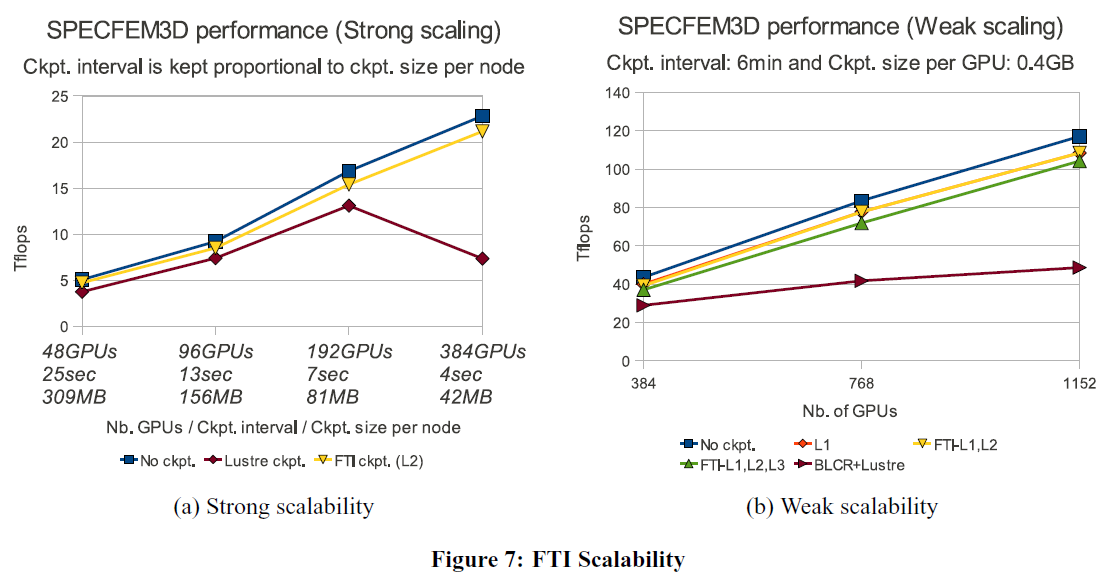 SPECFEM3D performance (Strong scaling)
Ckpt. interval is kept proportional to ckpt. size per node
25
20
15
10
5
0
Tflops
48GPUs 96GPUs 192GPUs 384GPUs
25sec 13sec 7sec 4sec
309MB 156MB 81MB 42MB
Nb. GPUs / Ckpt. interval / Ckpt. size per node
No ckpt. Lustre ckpt. FTI ckpt. (L2)
(a) Strong scalability
SPECFEM3D performance (Weak scaling)
Ckpt. interval: 6min and Ckpt. size per GPU: 0.4GB
140
120
100
80
60
40
20
0
Tflops
384 768 1152
Nb. of GPUs
No ckpt. L1 FTI-L1,L2
FTI-L1,L2,L3 BLCR+Lustre
(b) Weak scalability
Figure 7: FTI Scalability